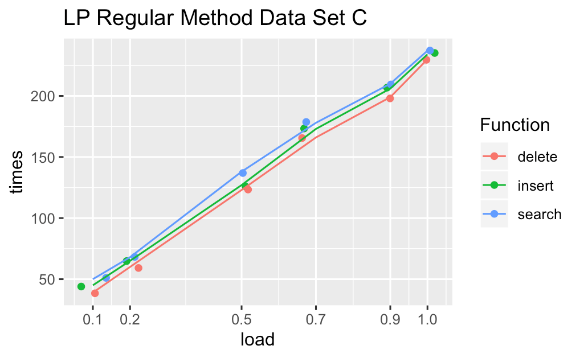 LP Regular Method Data Set C
times
200
150
100
50
0.1 0.2 0.5 0.7 0.9 1.0
load
Function
delete
insert
search